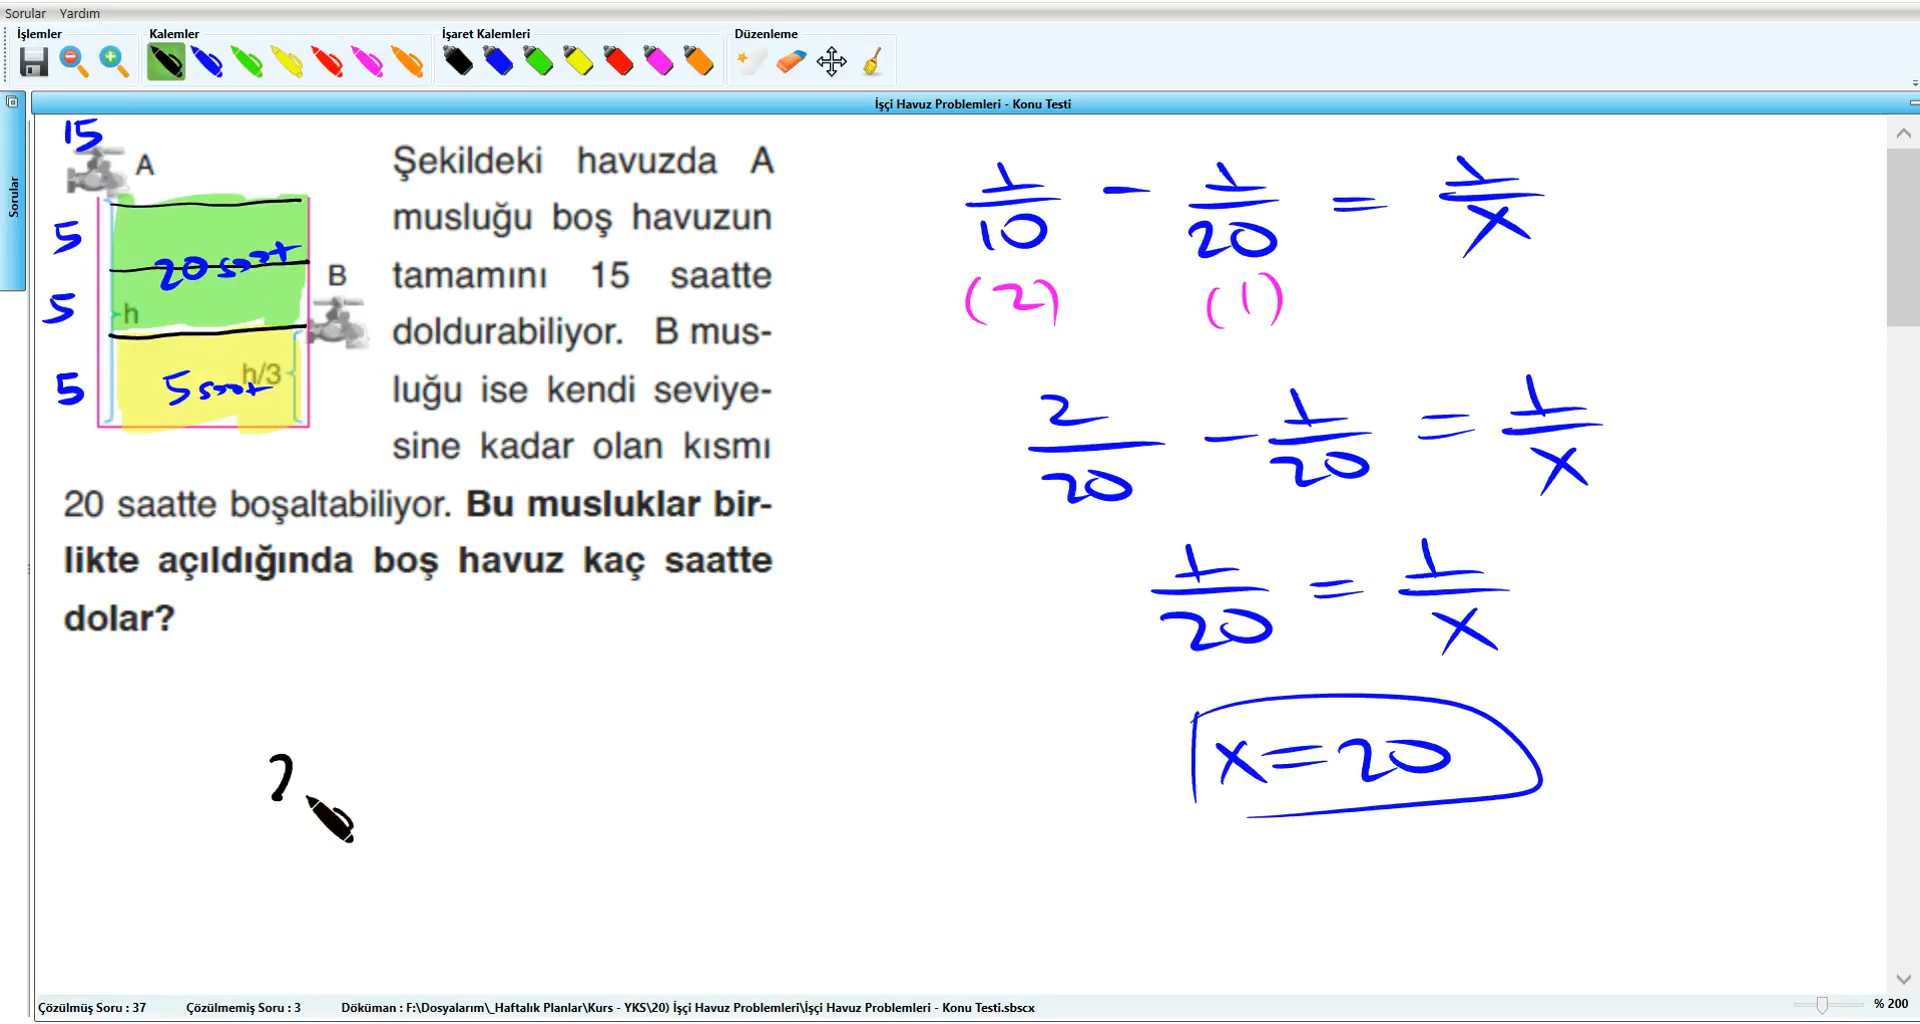 Sorular Yardım
İşlemler Kalemler İşaret Kalemleri Düzenleme
İşçi Havuz Problemleri - Konu Testi
Sorular
15
A
5
20 saat
B
5
h
h/3
5
5 saat
Şekildeki havuzda A
musluğu boş havuzun
tamamını 15 saatte
doldurabiliyor. B mus-
luğu ise kendi seviye-
sine kadar olan kısmı
20 saatte boşaltabiliyor. Bu musluklar bir-
likte açıldığında boş havuz kaç saatte
dolar?
1/10 - 1/20 = 1/x
(2) (1)
2/20 - 1/20 = 1/x
1/20 = 1/x
x=20
2
Çözülmüş Soru : 37 Çözülmemiş Soru : 3 Döküman : F:\Dosyalarım\_Haftalık Planlar\Kurs - YKS\20) İşçi Havuz Problemleri\İşçi Havuz Problemleri - Konu Testi.sbscx % 200